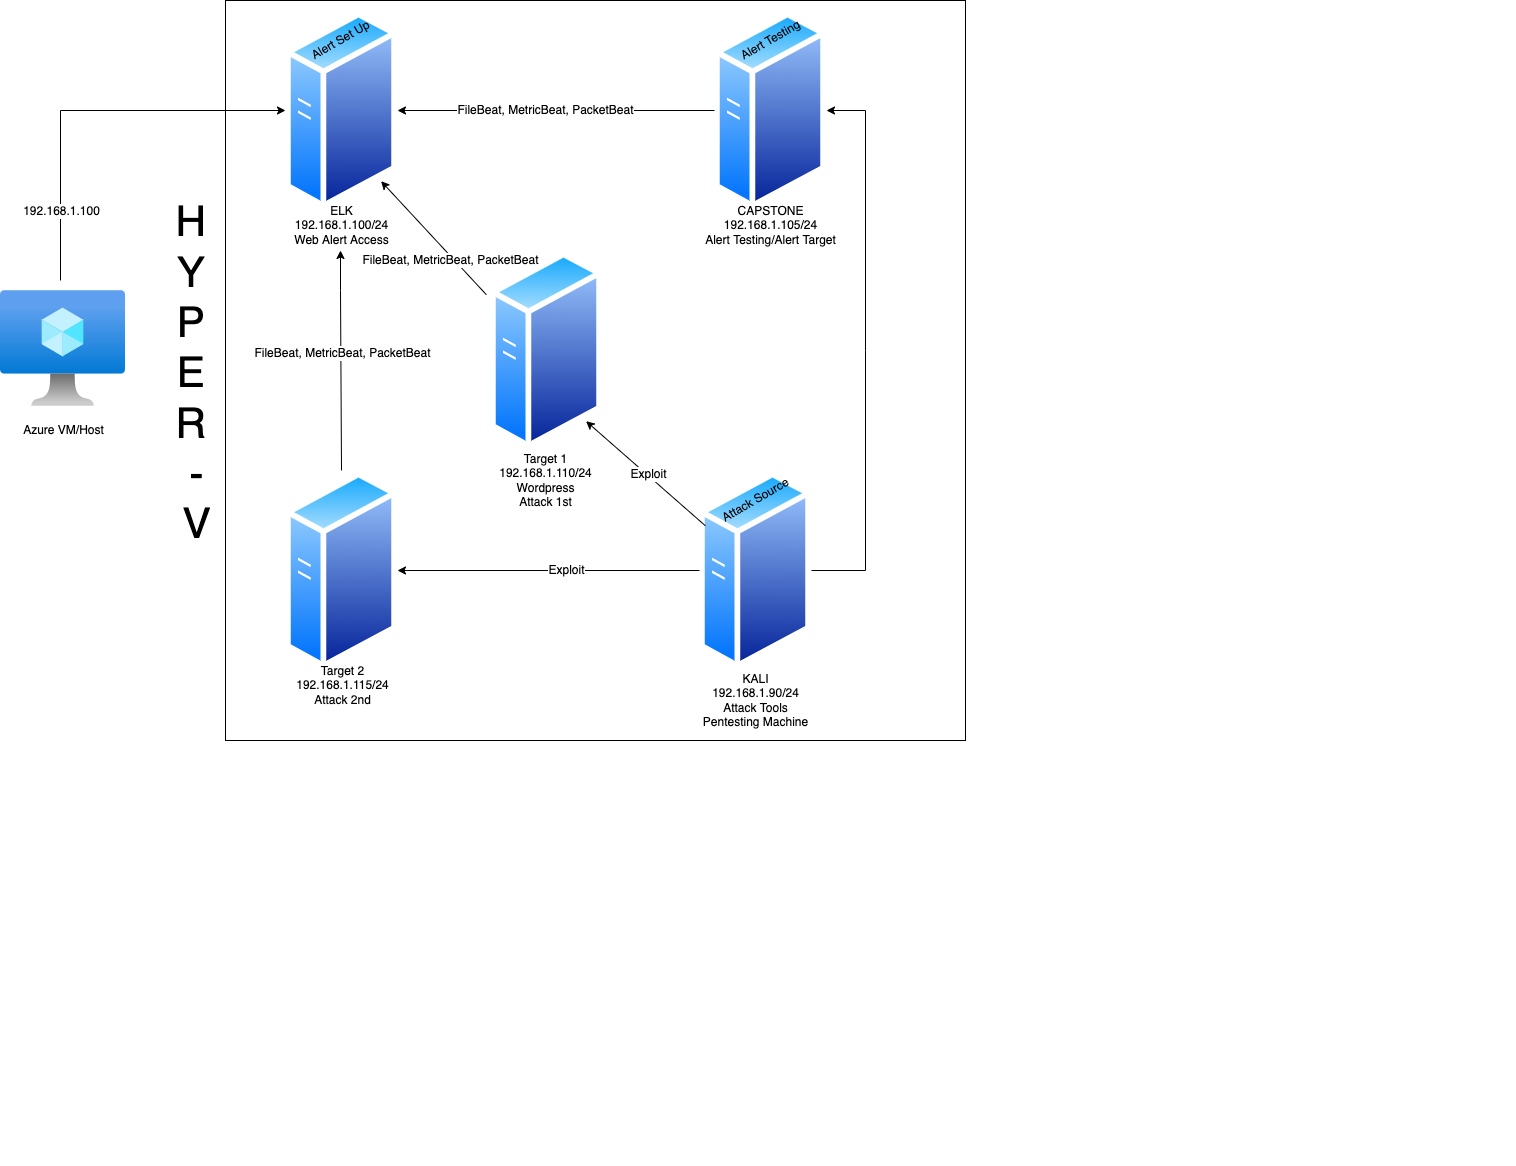 Alert Set Up
Alert Testing
FileBeat, MetricBeat, PacketBeat
192.168.1.100
H
Y
P
E
R
-
V
ELK
192.168.1.100/24
Web Alert Access
CAPSTONE
192.168.1.105/24
Alert Testing/Alert Target
FileBeat, MetricBeat, PacketBeat
FileBeat, MetricBeat, PacketBeat
Azure VM/Host
Target 1
192.168.1.110/24
Wordpress
Attack 1st
Exploit
Attack Source
Exploit
Target 2
192.168.1.115/24
Attack 2nd
KALI
192.168.1.90/24
Attack Tools
Pentesting Machine